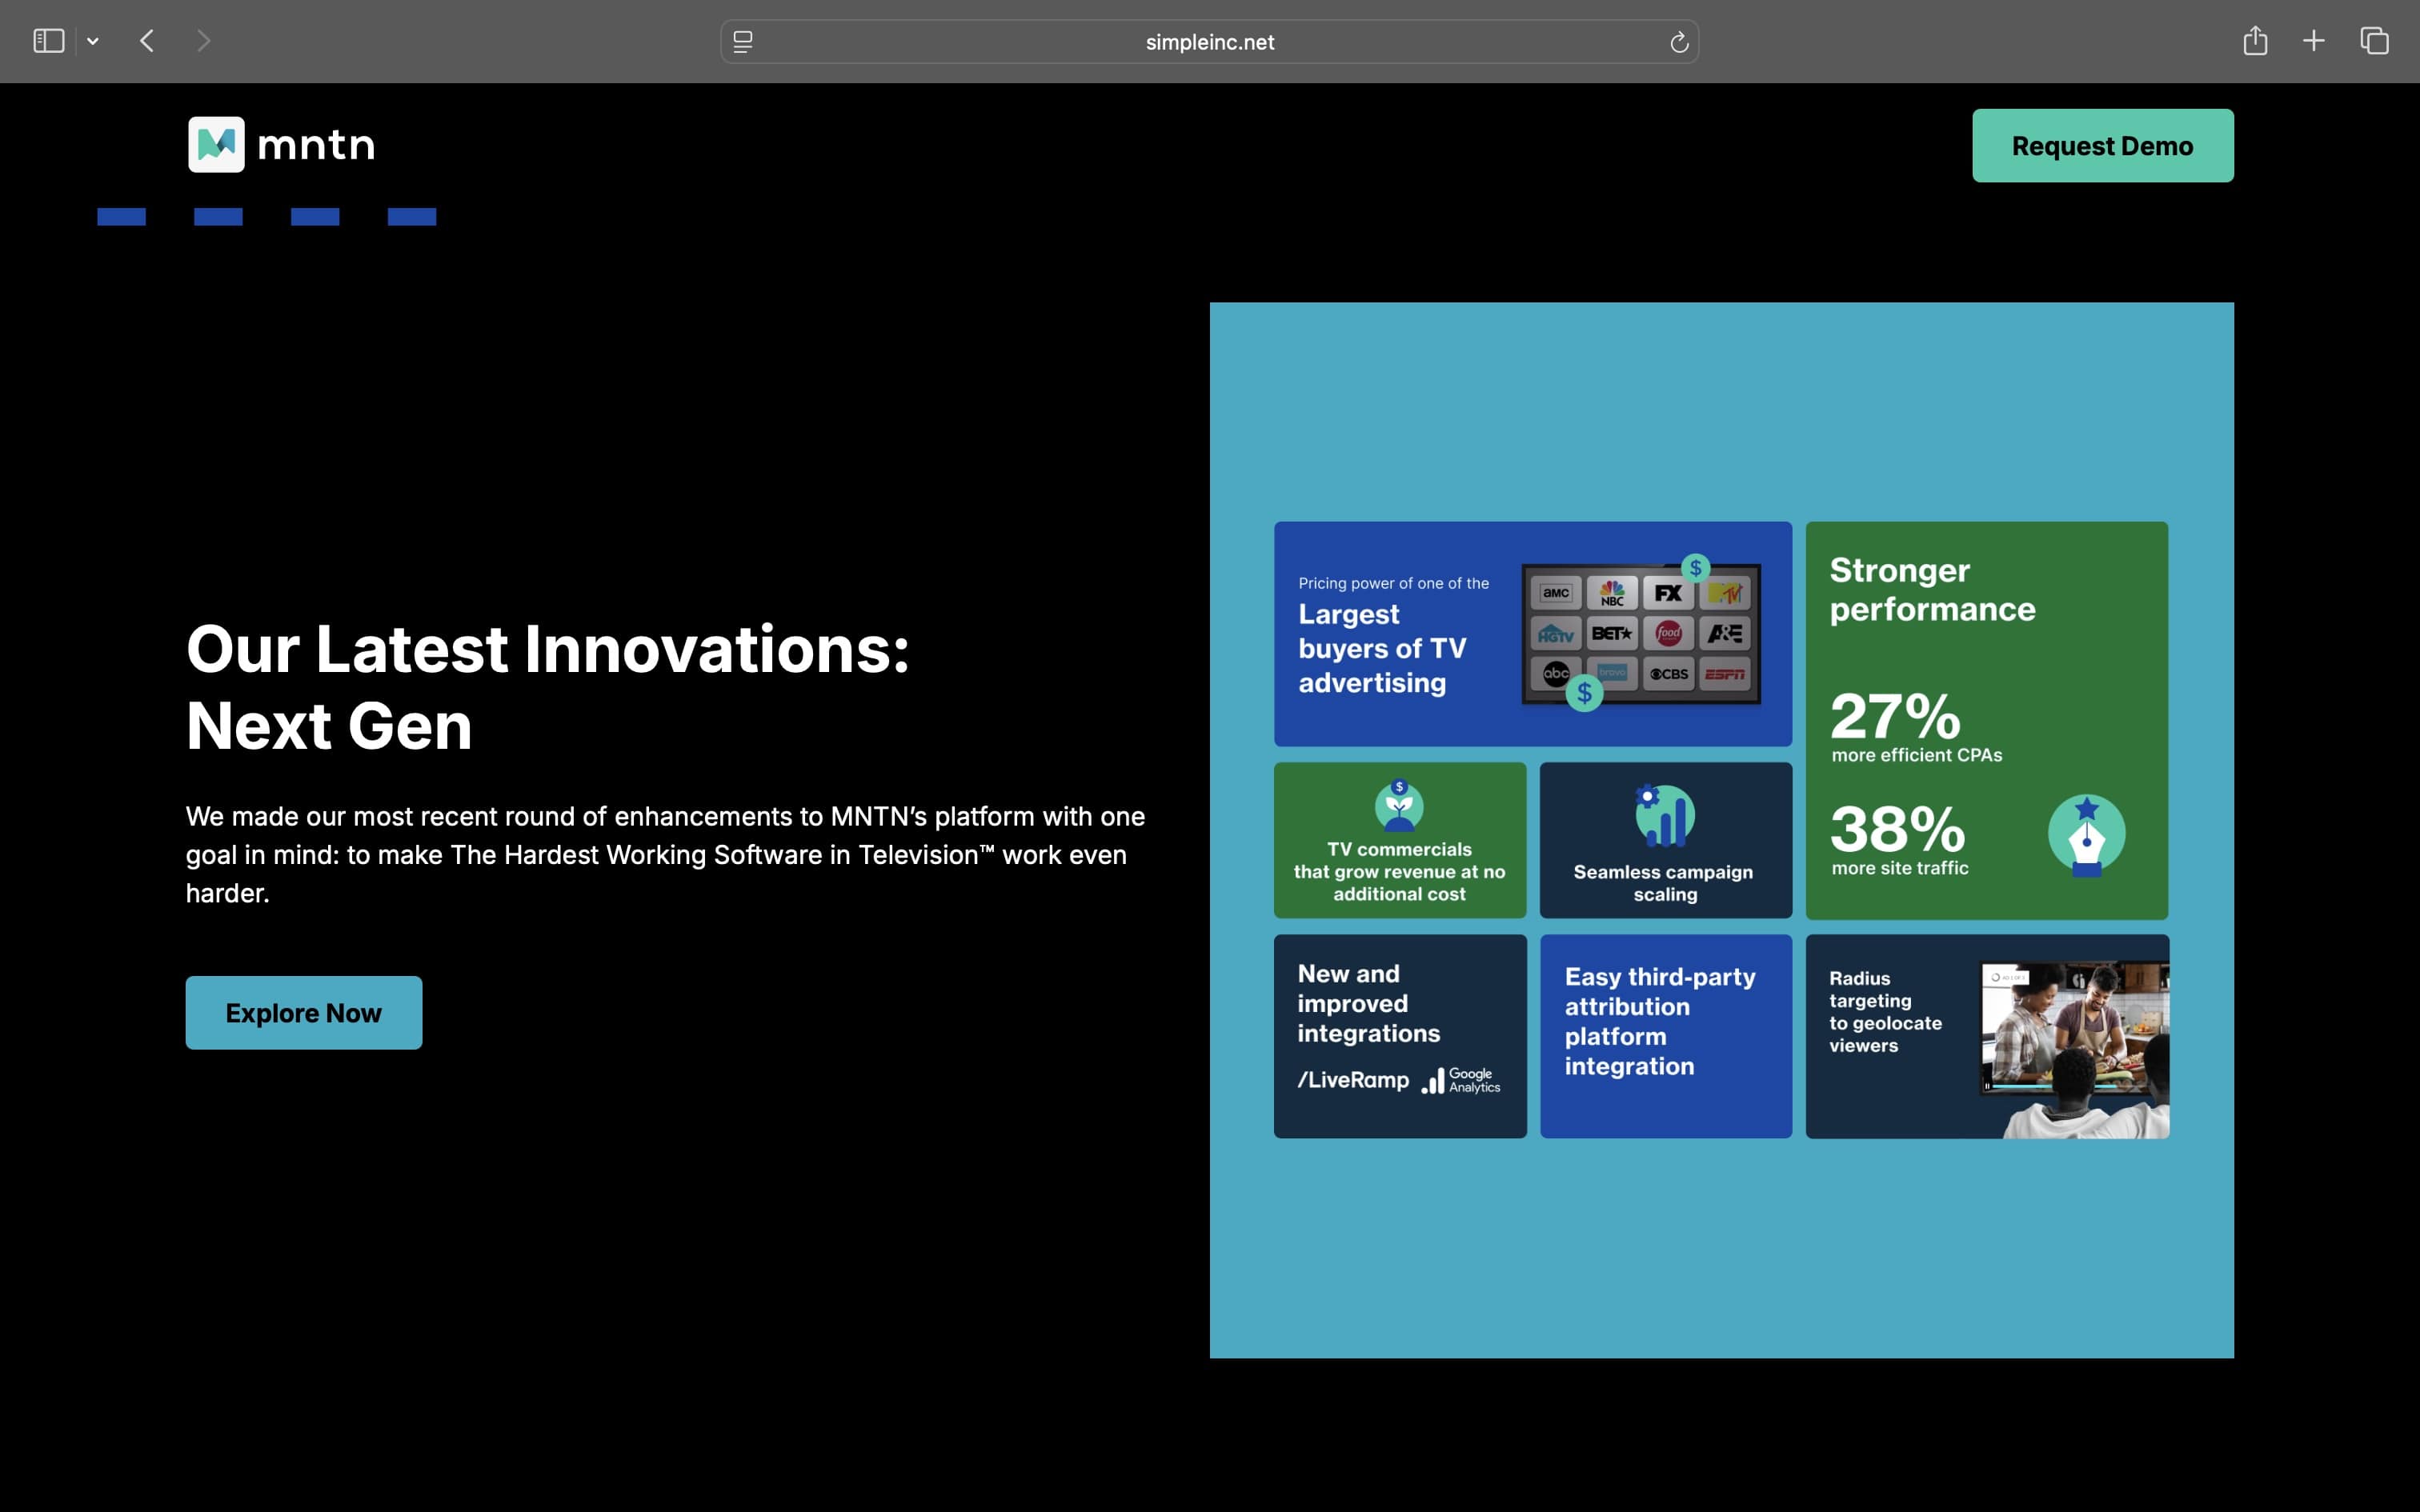 simpleinc.net
mntn
Request Demo
Our Latest Innovations:
Next Gen
We made our most recent round of enhancements to MNTN’s platform with one
goal in mind: to make The Hardest Working Software in Television™ work even
harder.
Explore Now
Pricing power of one of the
Largest
buyers of TV
advertising
$
aMC
NBC
FX
MTV
HGTV
BET★
food
A&E
abc
bravo
CBS
ESPN
$
Stronger
performance
27%
more efficient CPAs
38%
more site traffic
$
TV commercials
that grow revenue at no
additional cost
Seamless campaign
scaling
New and
improved
integrations
/LiveRamp
Google
Analytics
Easy third-party
attribution
platform
integration
Radius
targeting
to geolocate
viewers